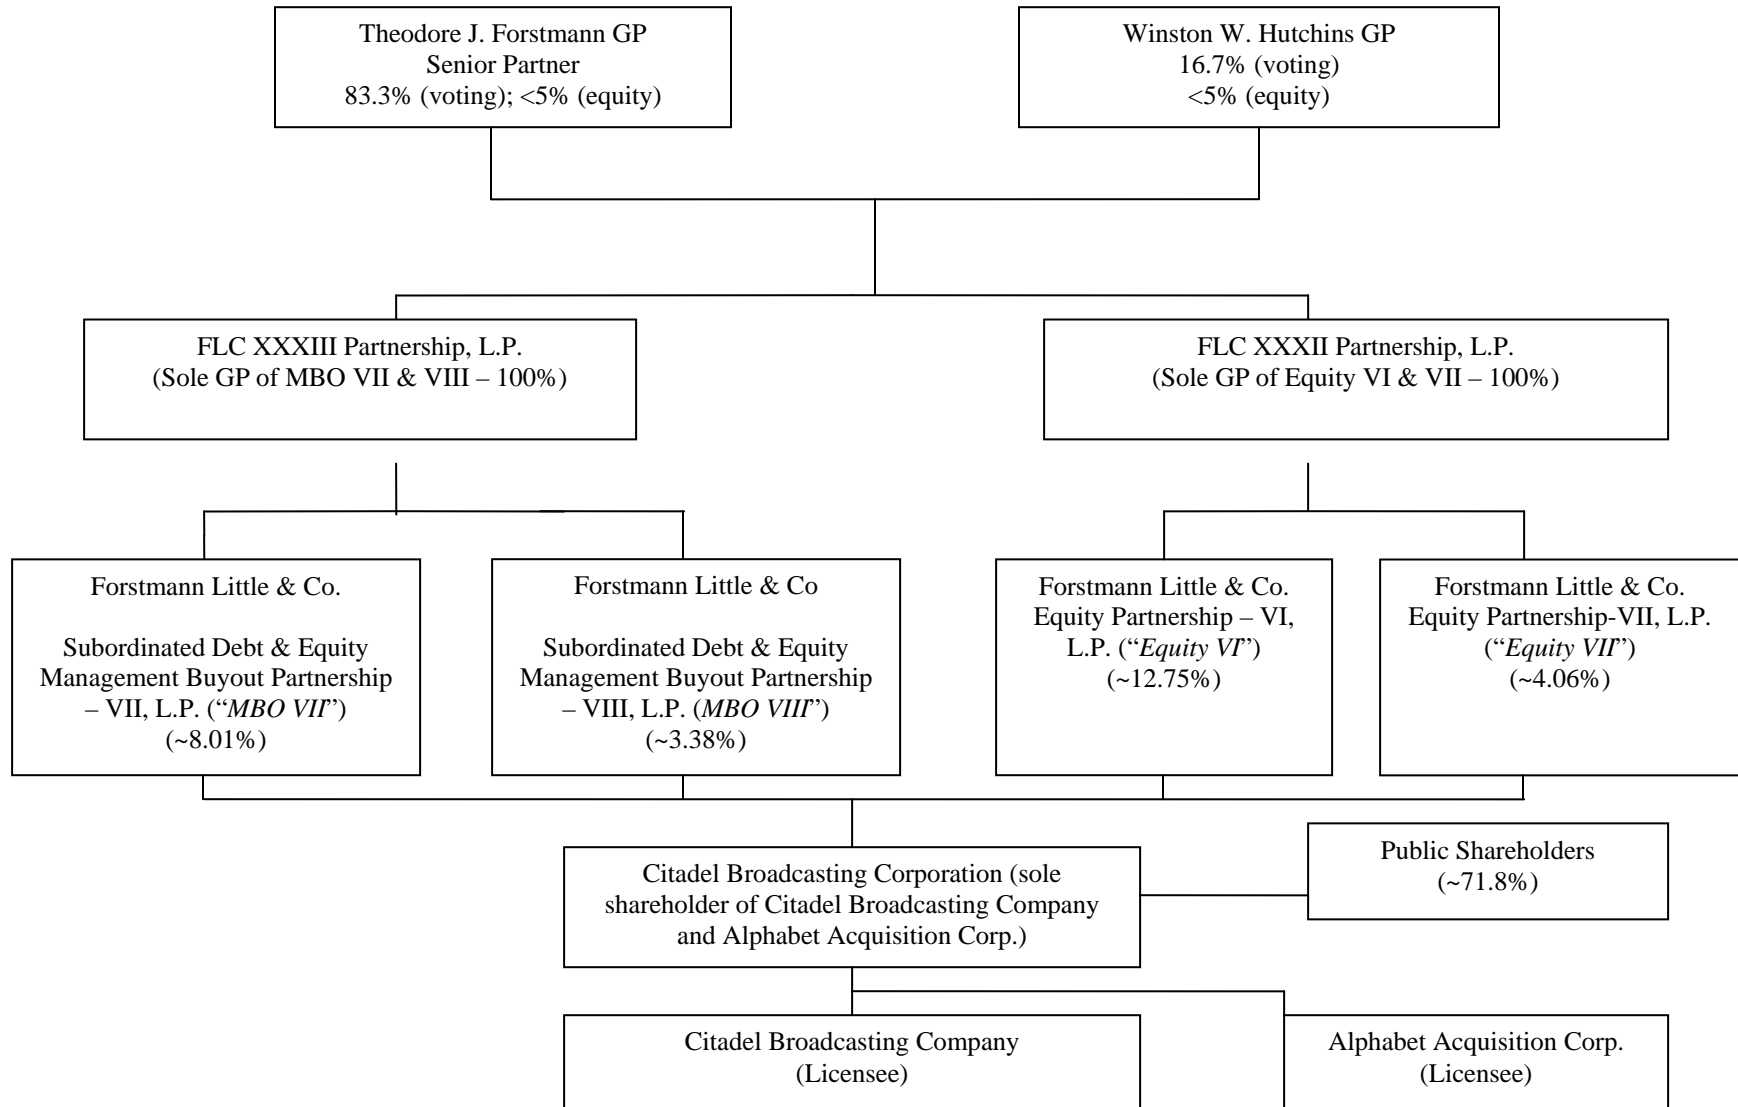 Theodore J. Forstmann GP
Senior Partner
83.3% (voting); <5% (equity)
Winston W. Hutchins GP
16.7% (voting)
<5% (equity)
FLC XXXIII Partnership, L.P.
(Sole GP of MBO VII & VIII – 100%)
FLC XXXII Partnership, L.P.
(Sole GP of Equity VI & VII – 100%)
Forstmann Little & Co.
Subordinated Debt & Equity
Management Buyout Partnership
– VII, L.P. (“MBO VII”)
(~8.01%)
Forstmann Little & Co
Subordinated Debt & Equity
Management Buyout Partnership
– VIII, L.P. (MBO VIII”)
(~3.38%)
Forstmann Little & Co.
Equity Partnership – VI,
L.P. (“Equity VI”)
(~12.75%)
Forstmann Little & Co.
Equity Partnership-VII, L.P.
(“Equity VII”)
(~4.06%)
Citadel Broadcasting Corporation (sole
shareholder of Citadel Broadcasting Company
and Alphabet Acquisition Corp.)
Public Shareholders
(~71.8%)
Citadel Broadcasting Company
(Licensee)
Alphabet Acquisition Corp.
(Licensee)